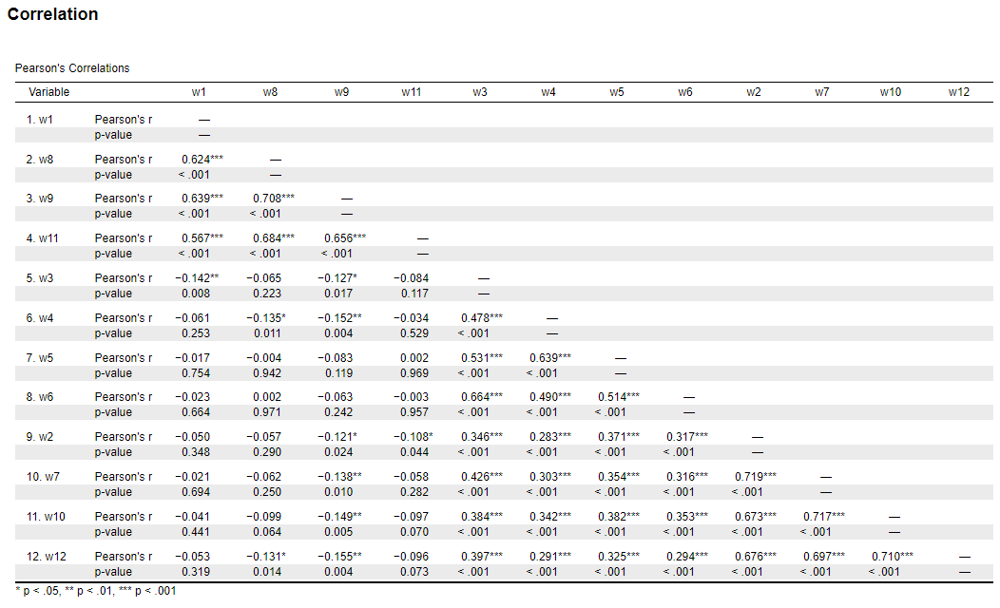 Correlation
Pearson's Correlations
Variable w1 w8 w9 w11 w3 w4 w5 w6 w2 w7 w10 w12
1. w1 Pearson's r —
p-value —
2. w8 Pearson's r 0.624*** —
p-value < .001 —
3. w9 Pearson's r 0.639*** 0.708*** —
p-value < .001 < .001 —
4. w11 Pearson's r 0.567*** 0.684*** 0.656*** —
p-value < .001 < .001 < .001 —
5. w3 Pearson's r −0.142** −0.065 −0.127* −0.084 —
p-value 0.008 0.223 0.017 0.117 —
6. w4 Pearson's r −0.061 −0.135* −0.152** −0.034 0.478*** —
p-value 0.253 0.011 0.004 0.529 < .001 —
7. w5 Pearson's r −0.017 −0.004 −0.083 0.002 0.531*** 0.639*** —
p-value 0.754 0.942 0.119 0.969 < .001 < .001 —
8. w6 Pearson's r −0.023 0.002 −0.063 −0.003 0.664*** 0.490*** 0.514*** —
p-value 0.664 0.971 0.242 0.957 < .001 < .001 < .001 —
9. w2 Pearson's r −0.050 −0.057 −0.121* −0.108* 0.346*** 0.283*** 0.371*** 0.317*** —
p-value 0.348 0.290 0.024 0.044 < .001 < .001 < .001 < .001 —
10. w7 Pearson's r −0.021 −0.062 −0.138** −0.058 0.426*** 0.303*** 0.354*** 0.316*** 0.719*** —
p-value 0.694 0.250 0.010 0.282 < .001 < .001 < .001 < .001 < .001 —
11. w10 Pearson's r −0.041 −0.099 −0.149** −0.097 0.384*** 0.342*** 0.382*** 0.353*** 0.673*** 0.717*** —
p-value 0.441 0.064 0.005 0.070 < .001 < .001 < .001 < .001 < .001 < .001 —
12. w12 Pearson's r −0.053 −0.131* −0.155** −0.096 0.397*** 0.291*** 0.325*** 0.294*** 0.676*** 0.697*** 0.710*** —
p-value 0.319 0.014 0.004 0.073 < .001 < .001 < .001 < .001 < .001 < .001 < .001 —
* p < .05, ** p < .01, *** p < .001